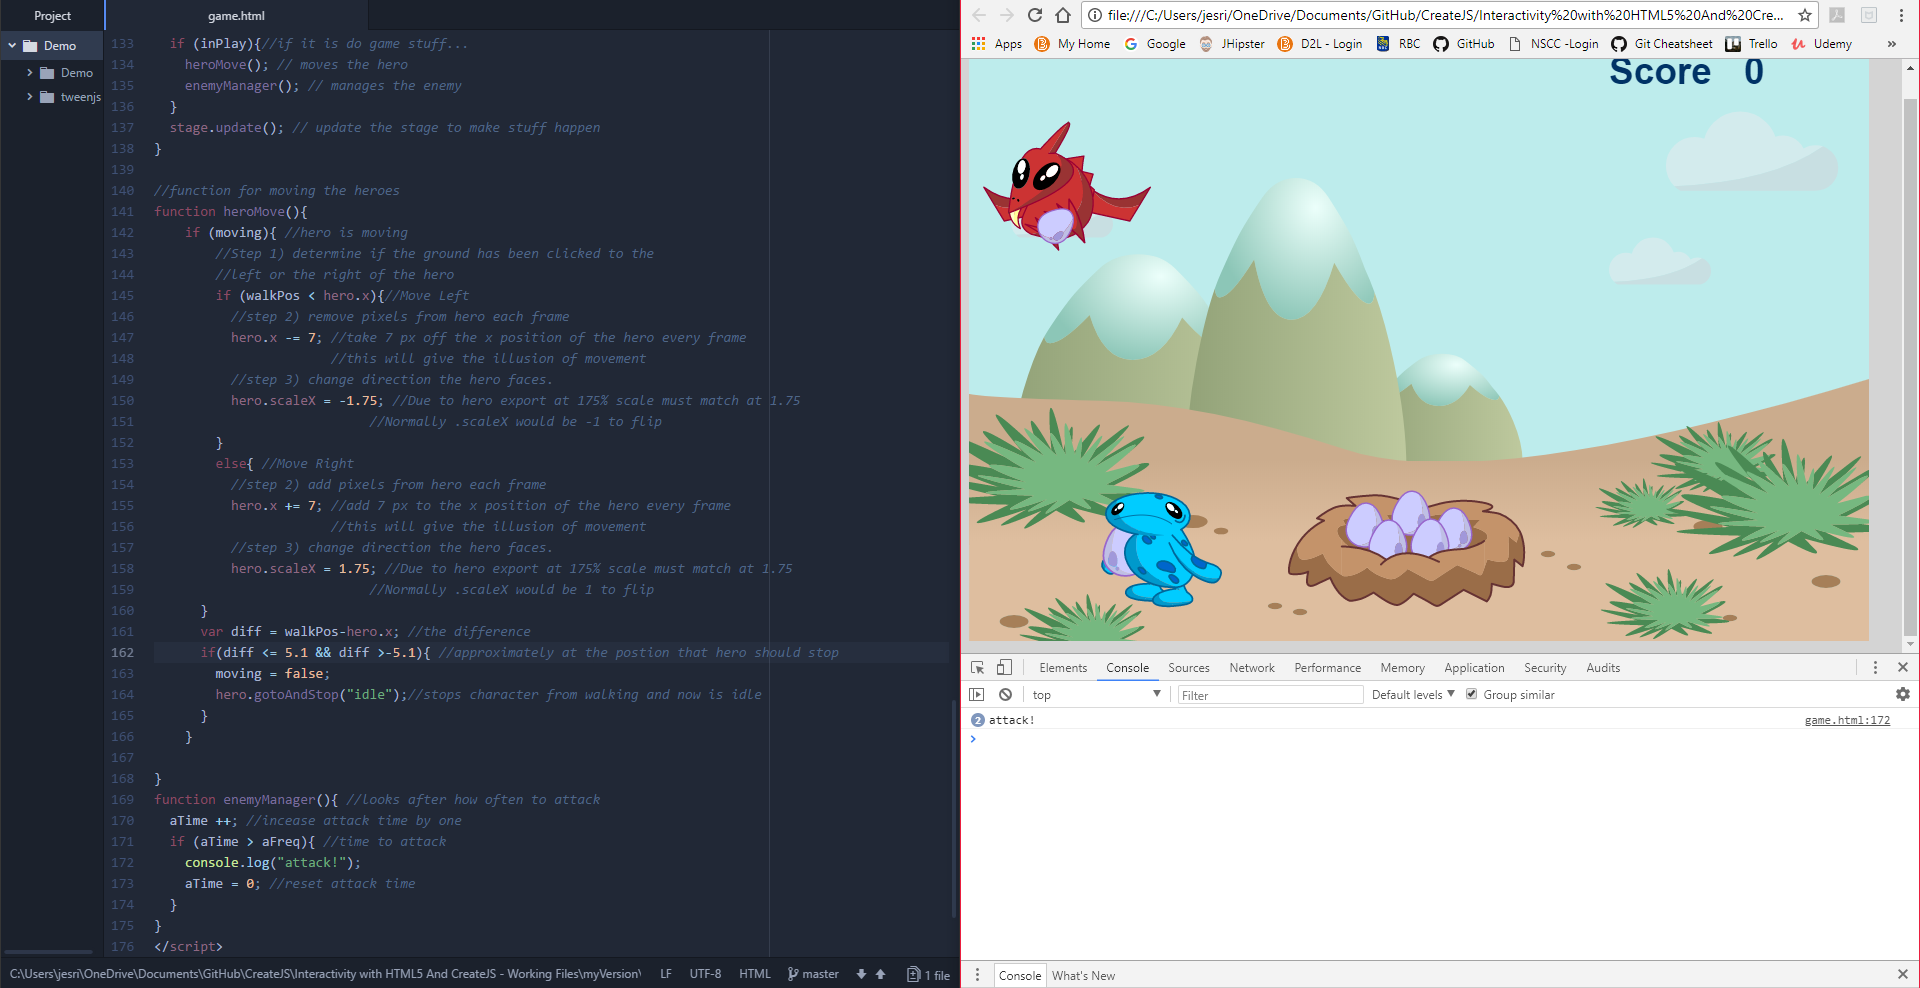 Project
game.html
Demo
Demo
tweenjs
133 if (inPlay){//if it is do game stuff...
134 heroMove(); // moves the hero
135 enemyManager(); // manages the enemy
136 }
137 stage.update(); // update the stage to make stuff happen
138 }
139
140 //function for moving the heroes
141 function heroMove(){
142 if (moving){ //hero is moving
143 //Step 1) determine if the ground has been clicked to the
144 //left or the right of the hero
145 if (walkPos < hero.x){//Move Left
146 //step 2) remove pixels from hero each frame
147 hero.x -= 7; //take 7 px off the x position of the hero every frame
148 //this will give the illusion of movement
149 //step 3) change direction the hero faces.
150 hero.scaleX = -1.75; //Due to hero export at 175% scale must match at 1.75
151 //Normally .scaleX would be -1 to flip
152 }
153 else{ //Move Right
154 //step 2) add pixels from hero each frame
155 hero.x += 7; //add 7 px to the x position of the hero every frame
156 //this will give the illusion of movement
157 //step 3) change direction the hero faces.
158 hero.scaleX = 1.75; //Due to hero export at 175% scale must match at 1.75
159 //Normally .scaleX would be 1 to flip
160 }
161 var diff = walkPos-hero.x; //the difference
162 if(diff <= 5.1 && diff >-5.1){ //approximately at the postion that hero should stop
163 moving = false;
164 hero.gotoAndStop("idle");//stops character from walking and now is idle
165 }
166 }
167
168 }
169 function enemyManager(){ //looks after how often to attack
170 aTime ++; //incease attack time by one
171 if (aTime > aFreq){ //time to attack
172 console.log("attack!");
173 aTime = 0; //reset attack time
174 }
175 }
176 </script>
C:\Users\jesri\OneDrive\Documents\GitHub\CreateJS\Interactivity with HTML5 And CreateJS - Working Files\myVersion\ LF UTF-8 HTML master 1 file
file:///C:/Users/jesri/OneDrive/Documents/GitHub/CreateJS/Interactivity%20with%20HTML5%20And%20Cre...
Apps My Home Google JHipster D2L - Login RBC GitHub NSCC -Login Git Cheatsheet Trello Udemy »
Score 0
Elements Console Sources Network Performance Memory Application Security Audits
top Filter Default levels Group similar
2 attack! game.html:172
Console What's New